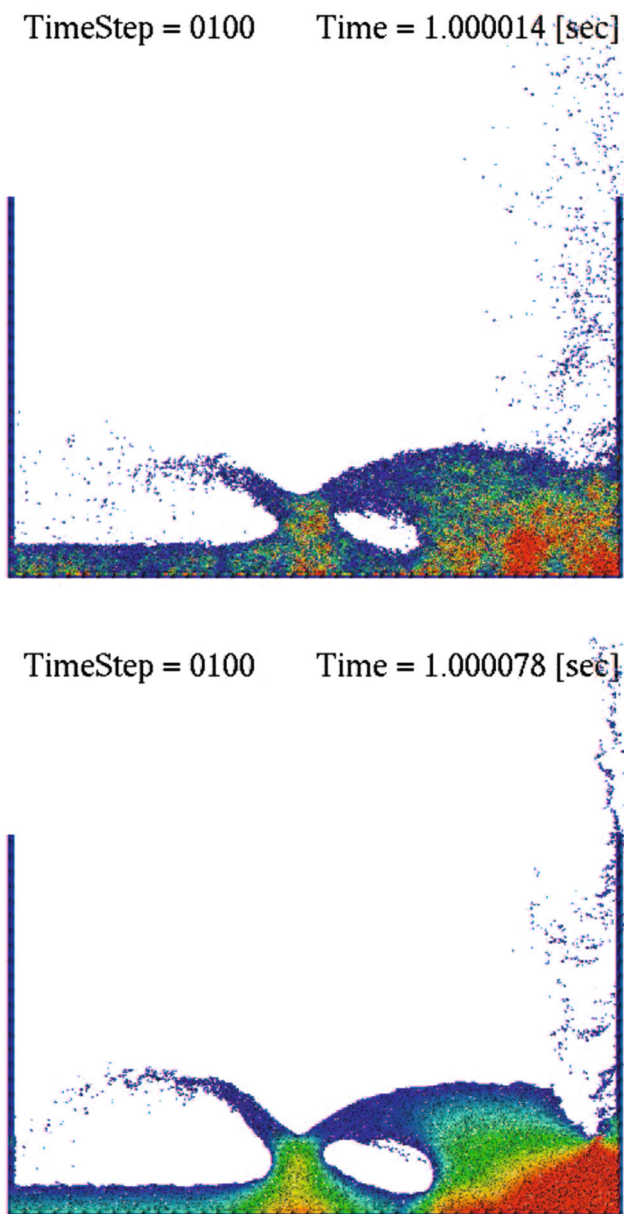 TimeStep = 0100 Time = 1.000014 [sec]
TimeStep = 0100 Time = 1.000078 [sec]